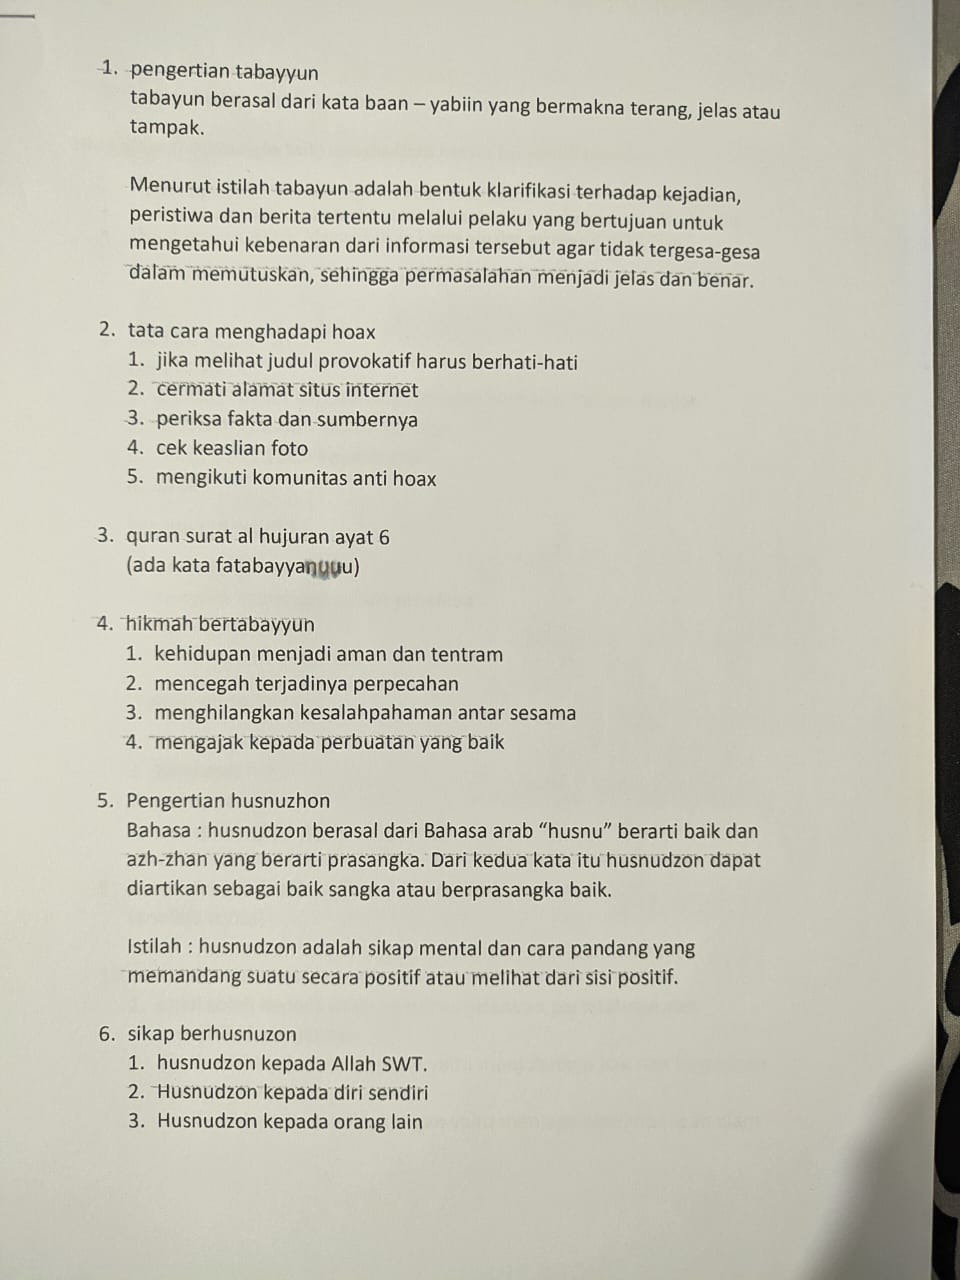 1. pengertian tabayyun
tabayun berasal dari kata baan – yabiin yang bermakna terang, jelas atau
tampak.
Menurut istilah tabayun adalah bentuk klarifikasi terhadap kejadian,
peristiwa dan berita tertentu melalui pelaku yang bertujuan untuk
mengetahui kebenaran dari informasi tersebut agar tidak tergesa-gesa
dalam memutuskan, sehingga permasalahan menjadi jelas dan benar.
2. tata cara menghadapi hoax
1. jika melihat judul provokatif harus berhati-hati
2. cermati alamat situs internet
3. periksa fakta dan sumbernya
4. cek keaslian foto
5. mengikuti komunitas anti hoax
3. quran surat al hujuran ayat 6
(ada kata fatabayyanuuu)
4. hikmah bertabayyun
1. kehidupan menjadi aman dan tentram
2. mencegah terjadinya perpecahan
3. menghilangkan kesalahpahaman antar sesama
4. mengajak kepada perbuatan yang baik
5. Pengertian husnuzhon
Bahasa : husnudzon berasal dari Bahasa arab “husnu” berarti baik dan
azh-zhan yang berarti prasangka. Dari kedua kata itu husnudzon dapat
diartikan sebagai baik sangka atau berprasangka baik.
Istilah : husnudzon adalah sikap mental dan cara pandang yang
memandang suatu secara positif atau melihat dari sisi positif.
6. sikap berhusnuzon
1. husnudzon kepada Allah SWT.
2. Husnudzon kepada diri sendiri
3. Husnudzon kepada orang lain